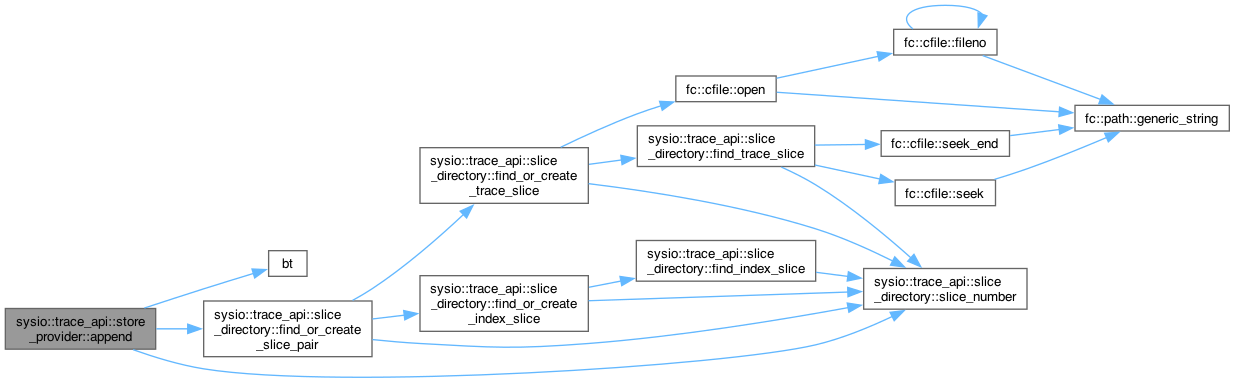 sysio::trace_api::store
_provider::append
bt
sysio::trace_api::slice
_directory::find_or_create
_slice_pair
sysio::trace_api::slice
_directory::find_or_create
_trace_slice
sysio::trace_api::slice
_directory::find_or_create
_index_slice
fc::cfile::open
sysio::trace_api::slice
_directory::find_trace_slice
sysio::trace_api::slice
_directory::find_index_slice
fc::cfile::fileno
fc::cfile::seek_end
fc::cfile::seek
sysio::trace_api::slice
_directory::slice_number
fc::path::generic_string